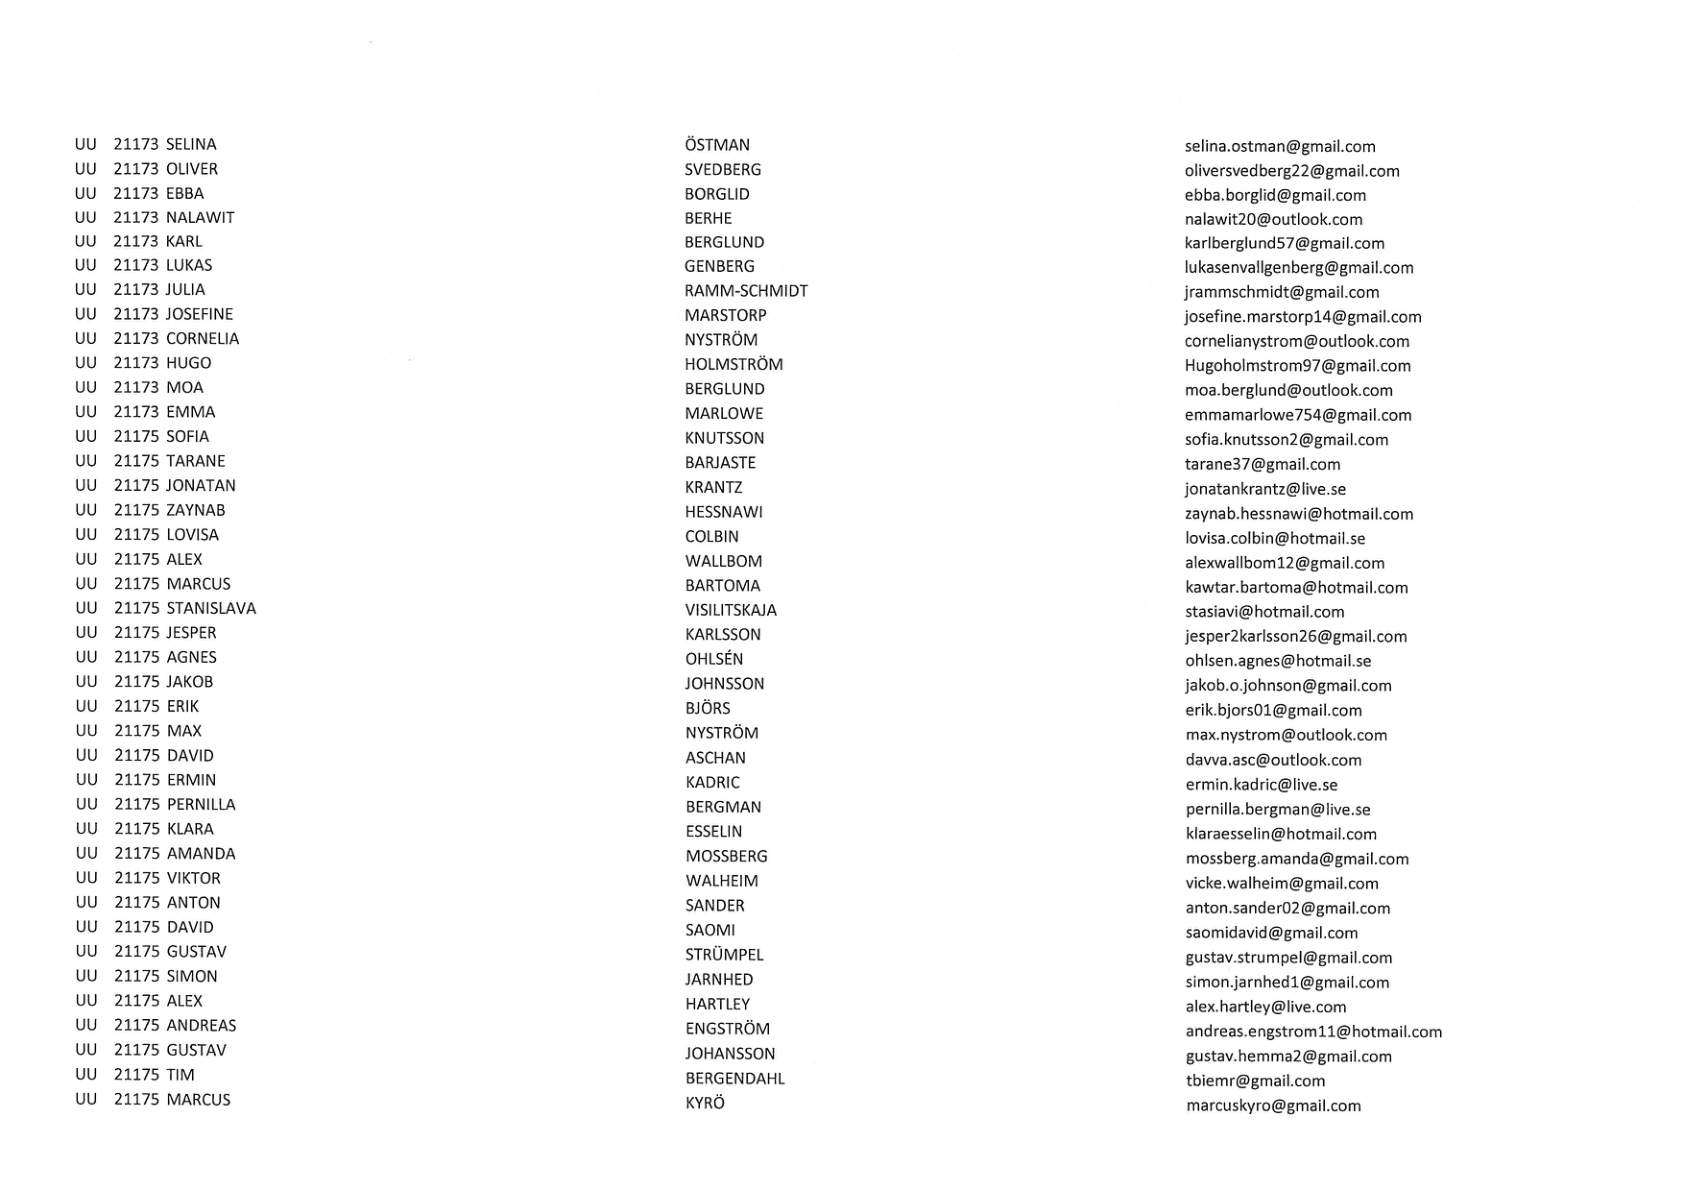 UU 21173 SELINA ÖSTMAN selina.ostman@gmail.com
UU 21173 OLIVER SVEDBERG oliversvedberg22@gmail.com
UU 21173 EBBA BORGLID ebba.borglid@gmail.com
UU 21173 NALAWIT BERHE nalawit20@outlook.com
UU 21173 KARL BERGLUND karlberglund57@gmail.com
UU 21173 LUKAS GENBERG lukasenvallgenberg@gmail.com
UU 21173 JULIA RAMM-SCHMIDT jrammschmidt@gmail.com
UU 21173 JOSEFINE MARSTORP josefine.marstorp14@gmail.com
UU 21173 CORNELIA NYSTRÖM cornelianystrom@outlook.com
UU 21173 HUGO HOLMSTRÖM Hugoholmstrom97@gmail.com
UU 21173 MOA BERGLUND moa.berglund@outlook.com
UU 21173 EMMA MARLOWE emmamarlowe754@gmail.com
UU 21175 SOFIA KNUTSSON sofia.knutsson2@gmail.com
UU 21175 TARANE BARJASTE tarane37@gmail.com
UU 21175 JONATAN KRANTZ jonatankrantz@live.se
UU 21175 ZAYNAB HESSNAWI zaynab.hessnawi@hotmail.com
UU 21175 LOVISA COLBIN lovisa.colbin@hotmail.se
UU 21175 ALEX WALLBOM alexwallbom12@gmail.com
UU 21175 MARCUS BARTOMA kawtar.bartoma@hotmail.com
UU 21175 STANISLAVA VISILITSKAJA stasiavi@hotmail.com
UU 21175 JESPER KARLSSON jesper2karlsson26@gmail.com
UU 21175 AGNES OHLSÉN ohlsen.agnes@hotmail.se
UU 21175 JAKOB JOHNSSON jakob.o.johnson@gmail.com
UU 21175 ERIK BJÖRS erik.bjors01@gmail.com
UU 21175 MAX NYSTRÖM max.nystrom@outlook.com
UU 21175 DAVID ASCHAN davva.asc@outlook.com
UU 21175 ERMIN KADRIC ermin.kadric@live.se
UU 21175 PERNILLA BERGMAN pernilla.bergman@live.se
UU 21175 KLARA ESSELIN klaraesselin@hotmail.com
UU 21175 AMANDA MOSSBERG mossberg.amanda@gmail.com
UU 21175 VIKTOR WALHEIM vicke.walheim@gmail.com
UU 21175 ANTON SANDER anton.sander02@gmail.com
UU 21175 DAVID SAOMI saomidavid@gmail.com
UU 21175 GUSTAV STRÜMPEL gustav.strumpel@gmail.com
UU 21175 SIMON JARNHED simon.jarnhed1@gmail.com
UU 21175 ALEX HARTLEY alex.hartley@live.com
UU 21175 ANDREAS ENGSTRÖM andreas.engstrom11@hotmail.com
UU 21175 GUSTAV JOHANSSON gustav.hemma2@gmail.com
UU 21175 TIM BERGENDAHL tbiemr@gmail.com
UU 21175 MARCUS KYRÖ marcuskyro@gmail.com